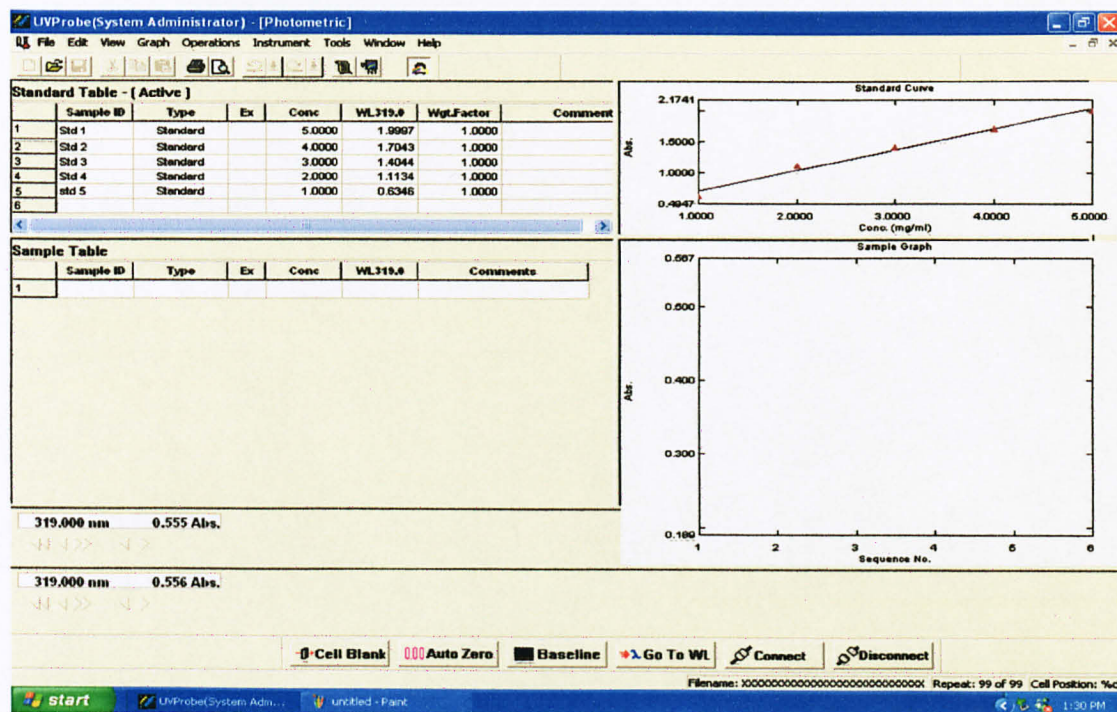 UVProbe(System Administrator) - [Photometric]
File Edit View Graph Operations Instrument Tools Window Help
Standard Table - [ Active ]
Sample ID Type Ex Conc WL319.0 Wgt.Factor Comment
1 Std 1 Standard 5.0000 1.9997 1.0000
2 Std 2 Standard 4.0000 1.7043 1.0000
3 Std 3 Standard 3.0000 1.4044 1.0000
4 Std 4 Standard 2.0000 1.1134 1.0000
5 std 5 Standard 1.0000 0.6346 1.0000
6
Standard Curve
2.1741
1.5000
1.0000
0.4947
Abs.
1.0000 2.0000 3.0000 4.0000 5.0000
Conc. (mg/ml)
Sample Table
Sample ID Type Ex Conc WL319.0 Comments
1
Sample Graph
0.567
0.500
0.400
0.300
0.189
Abs.
1 2 3 4 5 6
Sequence No.
319.000 nm 0.555 Abs.
319.000 nm 0.556 Abs.
Cell Blank Auto Zero Baseline Go To WL Connect Disconnect
Repeat: 99 of 99 Cell Position: %d
start UVProbe(System Adm... untitled - Paint 1:30 PM